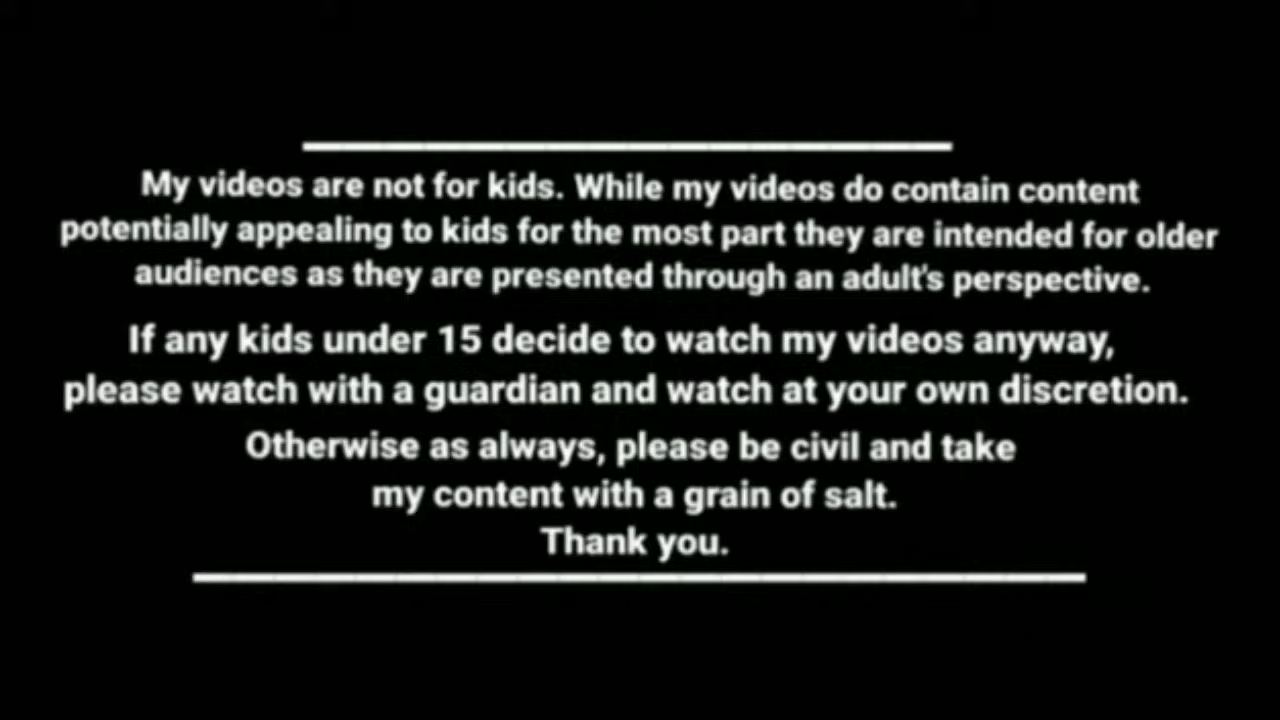 My videos are not for kids. While my videos do contain content
potentially appealing to kids for the most part they are intended for older
audiences as they are presented through an adult's perspective.
If any kids under 15 decide to watch my videos anyway,
please watch with a guardian and watch at your own discretion.
Otherwise as always, please be civil and take
my content with a grain of salt.
Thank you.